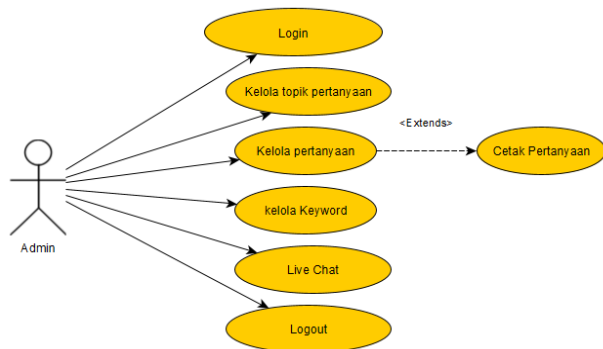 Login
Kelola topik pertanyaan
<Extends>
Kelola pertanyaan
Cetak Pertanyaan
kelola Keyword
Admin
Live Chat
Logout